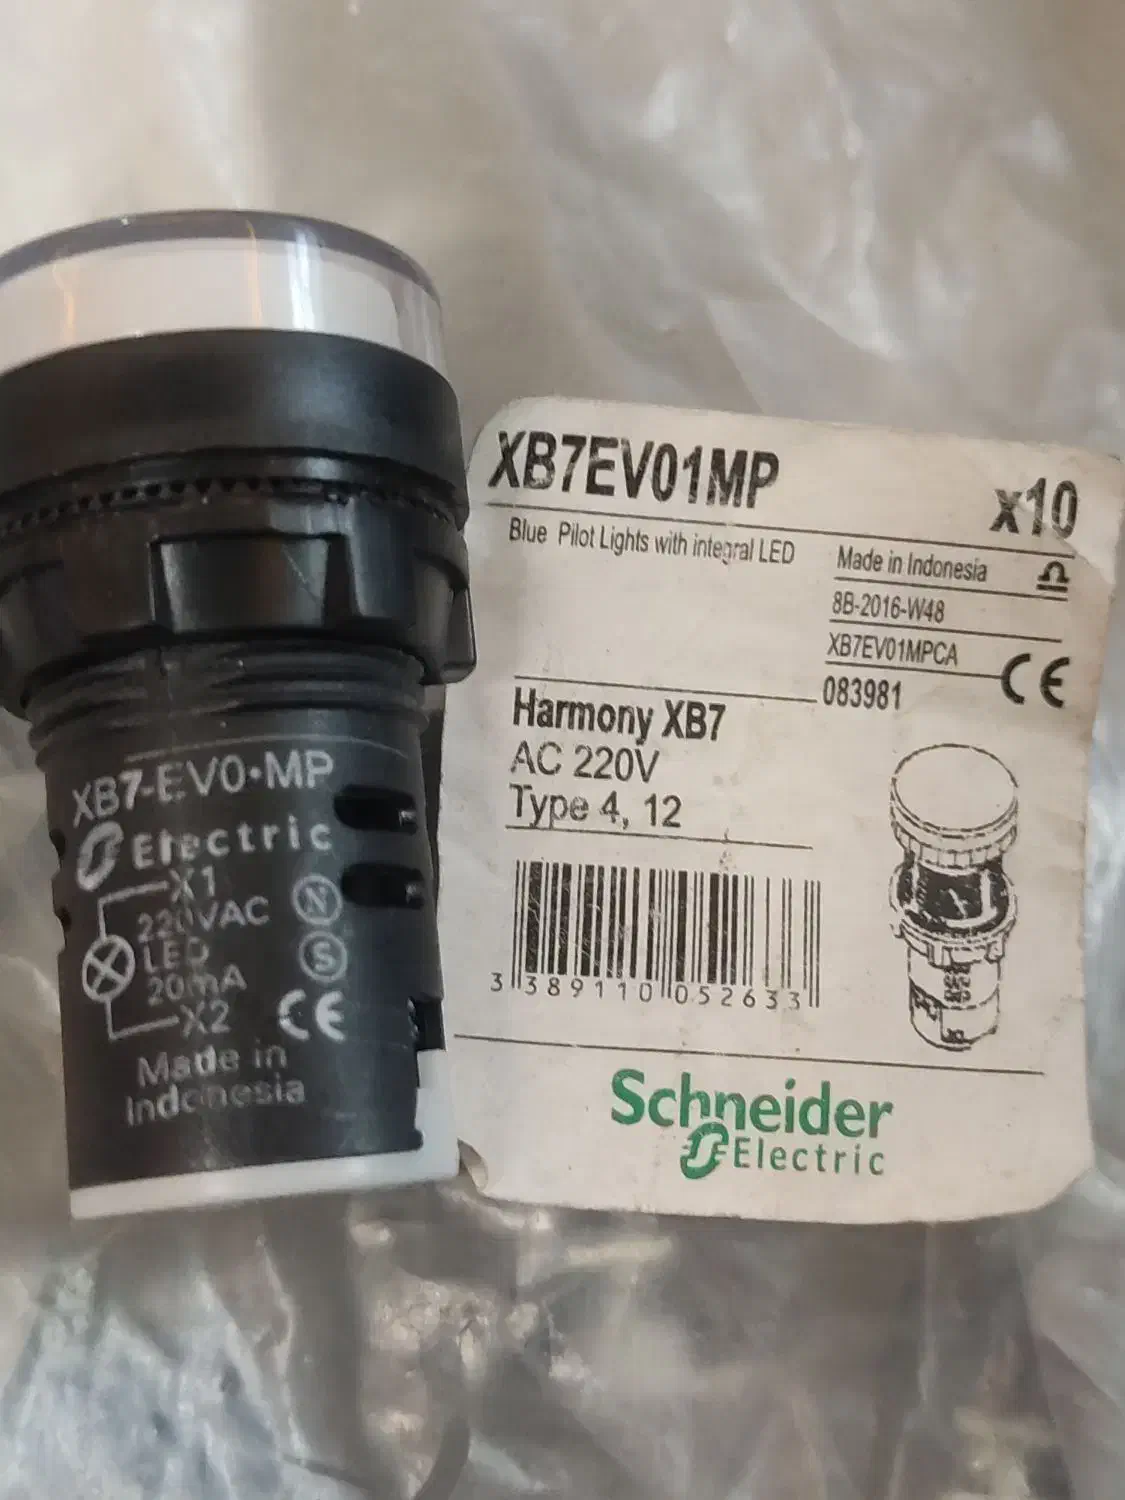 XB7EV01MP
x10
Blue Pilot Lights with integral LED
Made in Indonesia
8B-2016-W48
XB7EV01MPCA
083981
CE
Harmony XB7
AC 220V
Type 4, 12
3 389110 052633
Schneider
Electric
XB7-EV0•MP
Electric
X1
220VAC
LED
20mA
X2
N
S
CE
Made in
Indonesia